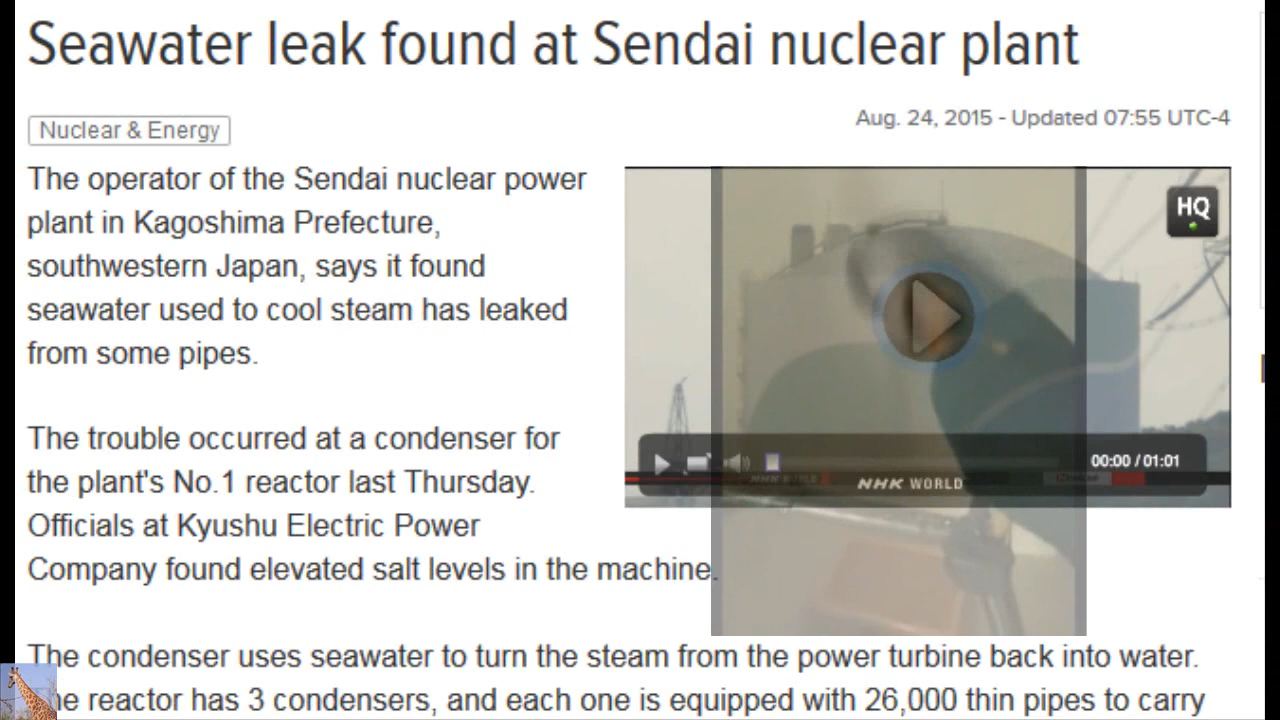 Seawater leak found at Sendai nuclear plant
Nuclear & Energy
Aug. 24, 2015 - Updated 07:55 UTC-4
The operator of the Sendai nuclear power
plant in Kagoshima Prefecture,
southwestern Japan, says it found
seawater used to cool steam has leaked
from some pipes.
HQ
00:00 / 01:01
NHK WORLD
NHK WORLD
The trouble occurred at a condenser for
the plant's No.1 reactor last Thursday.
Officials at Kyushu Electric Power
Company found elevated salt levels in the machine.
The condenser uses seawater to turn the steam from the power turbine back into water.
reactor has 3 condensers, and each one is equipped with 26,000 thin pipes to carry